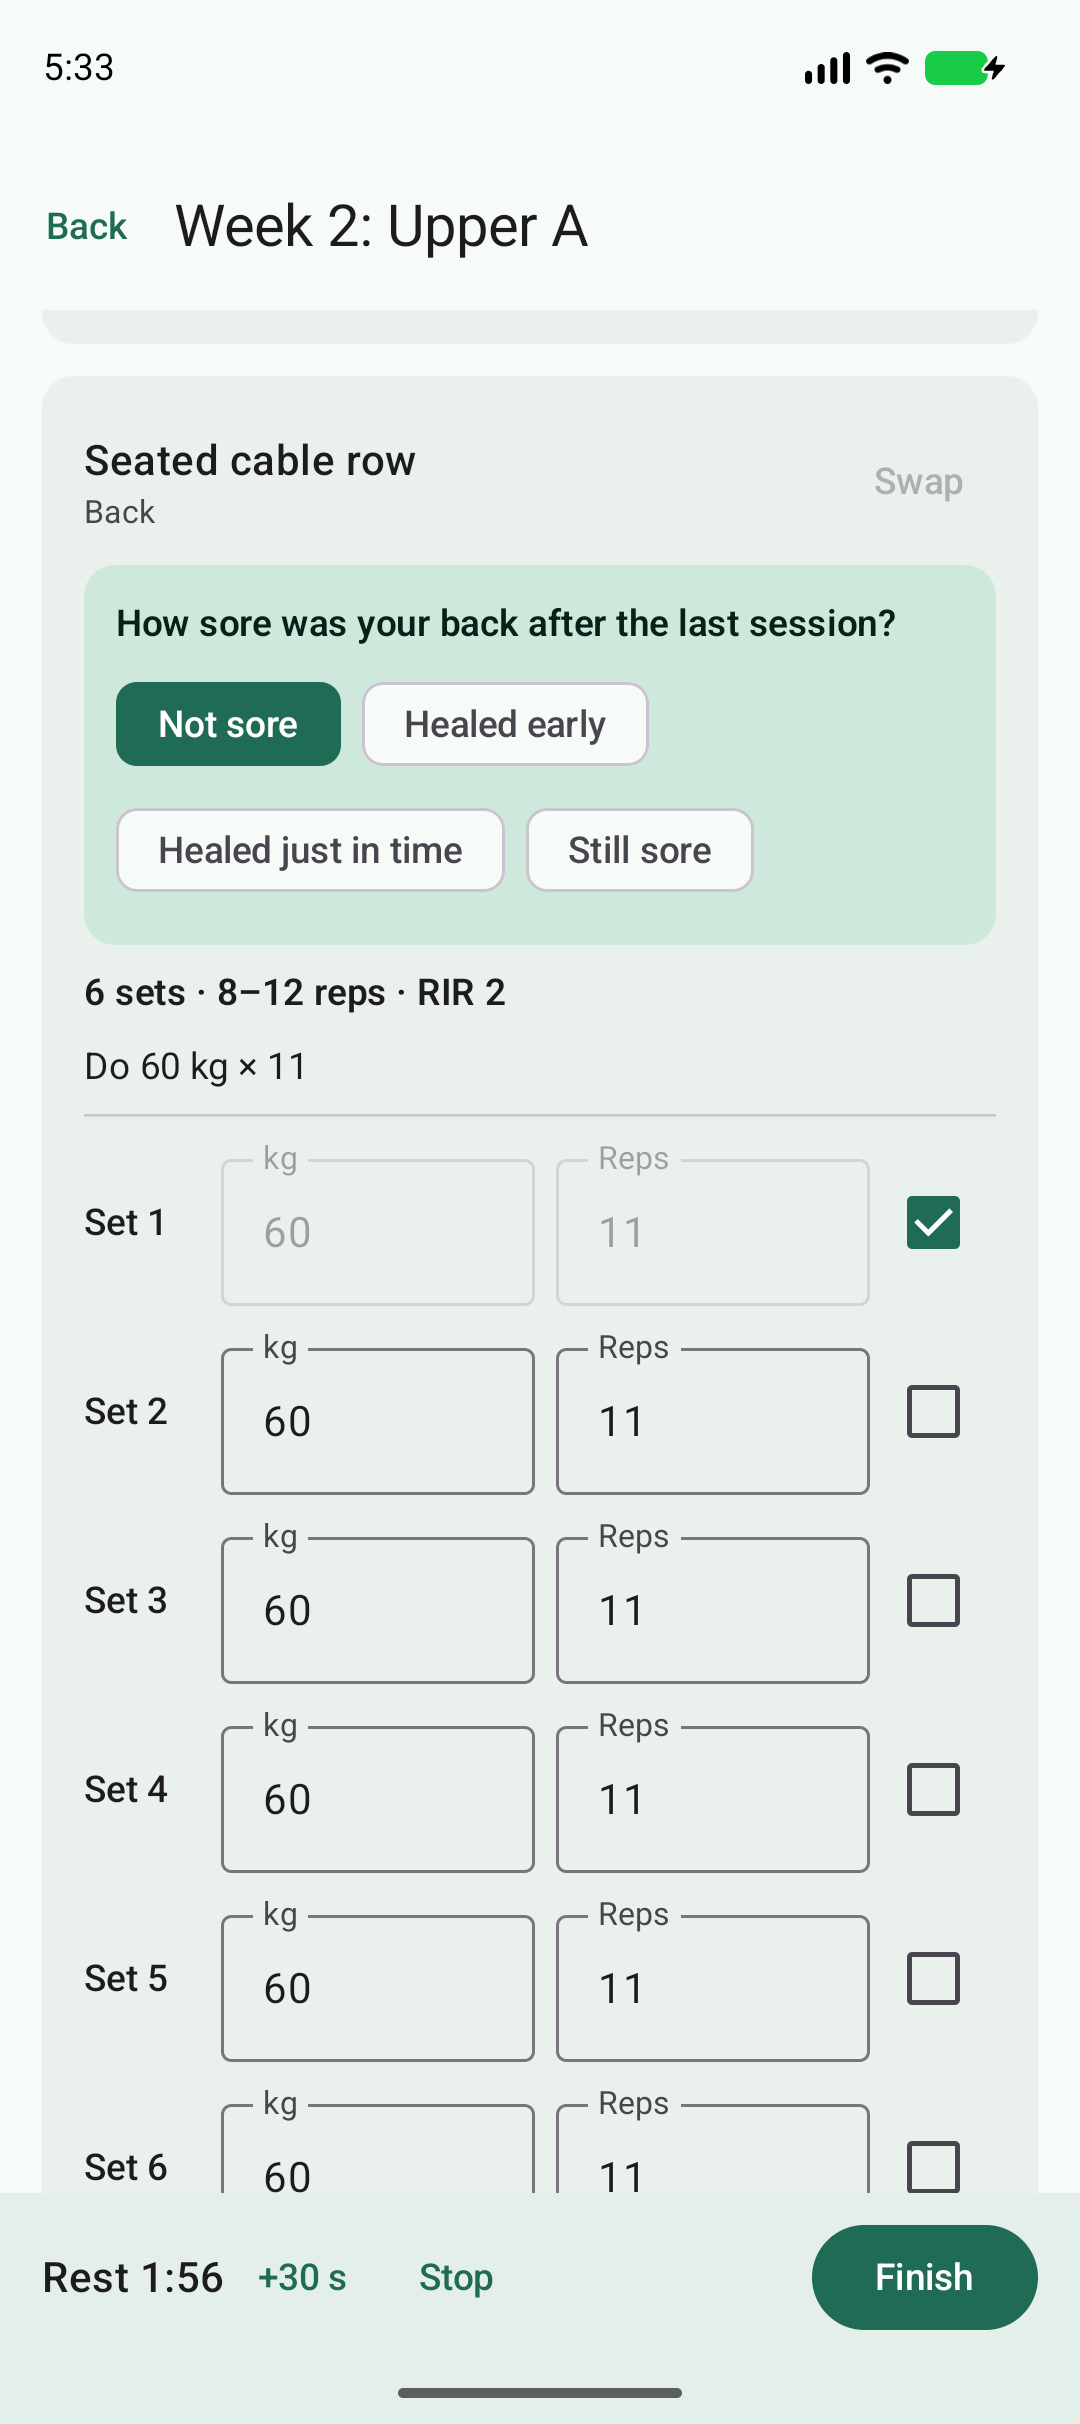 5:33
Back Week 2: Upper A
Seated cable row
Back
Swap
How sore was your back after the last session?
Not sore Healed early
Healed just in time Still sore
6 sets · 8–12 reps · RIR 2
Do 60 kg × 11
kg Reps
Set 1 60 11
kg Reps
Set 2 60 11
kg Reps
Set 3 60 11
kg Reps
Set 4 60 11
kg Reps
Set 5 60 11
kg Reps
Set 6 60 11
Rest 1:56 +30 s Stop Finish